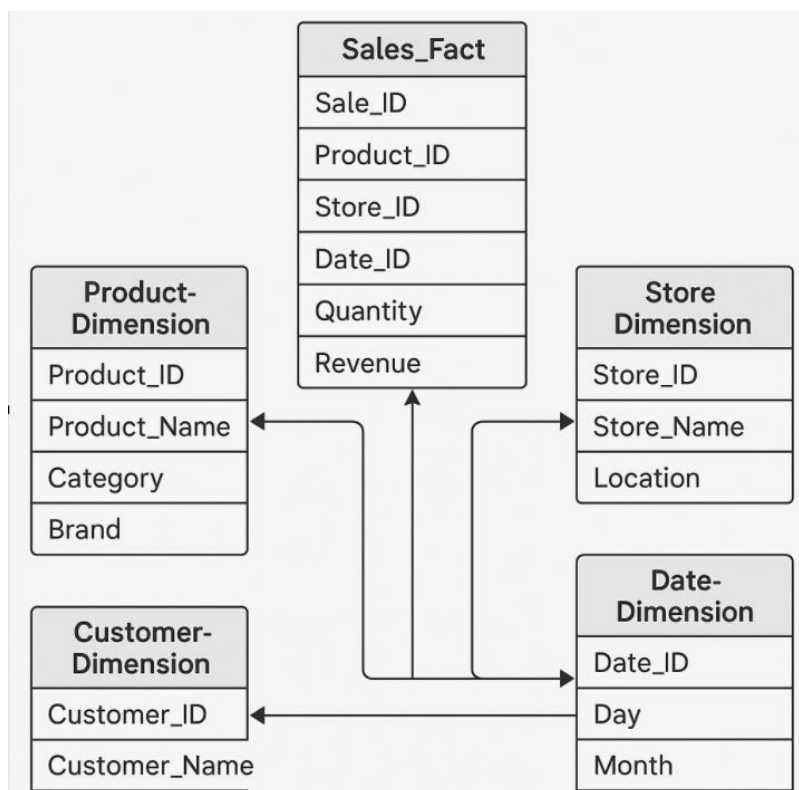 Sales_Fact
Sale_ID
Product_ID
Store_ID
Date_ID
Quantity
Revenue
Product-
Dimension
Product_ID
Product_Name
Category
Brand
Store
Dimension
Store_ID
Store_Name
Location
Customer-
Dimension
Customer_ID
Customer_Name
Date-
Dimension
Date_ID
Day
Month